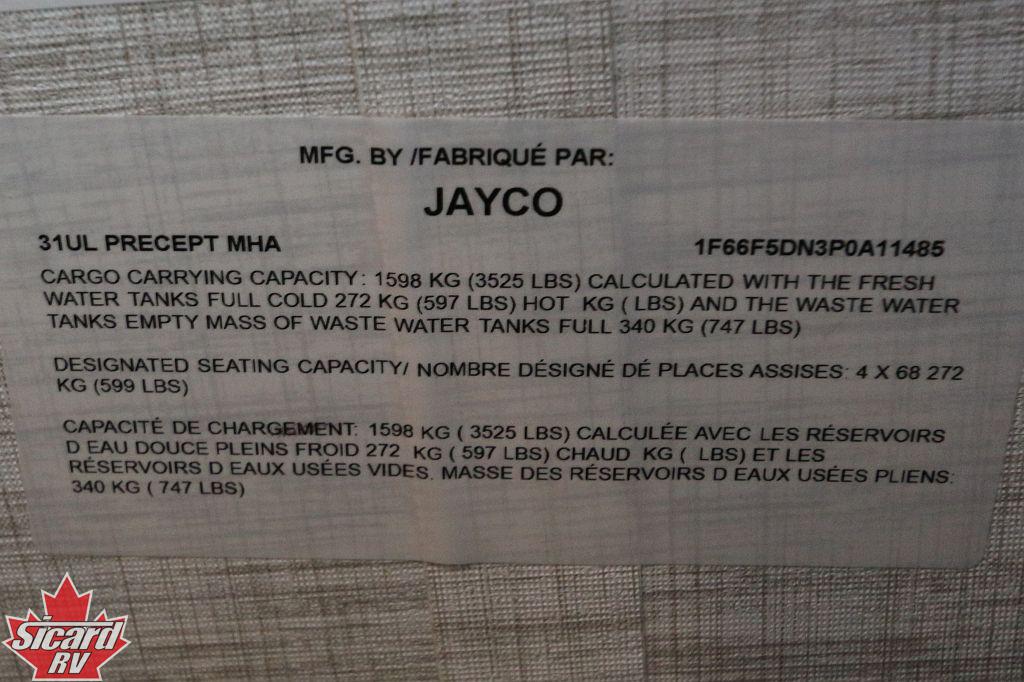 MFG. BY /FABRIQUÉ PAR:
JAYCO
31UL PRECEPT MHA 1F66F5DN3P0A11485
CARGO CARRYING CAPACITY : 1598 KG (3525 LBS) CALCULATED WITH THE FRESH
WATER TANKS FULL COLD 272 KG (597 LBS) HOT KG ( LBS) AND THE WASTE WATER
TANKS EMPTY MASS OF WASTE WATER TANKS FULL 340 KG (747 LBS)
DESIGNATED SEATING CAPACITY/ NOMBRE DÉSIGNÉ DÉ PLACES ASSISES: 4 X 68 272
KG (599 LBS)
CAPACITÉ DE CHARGEMENT: 1598 KG ( 3525 LBS) CALCULÉE AVEC LES RÉSERVOIRS
D EAU DOUCE PLEINS FROID 272 KG ( 597 LBS) CHAUD KG ( LBS) ET LES
RÉSERVOIRS D EAUX USÉES VIDES. MASSE DES RÉSERVOIRS D EAUX USÉES PLIENS:
340 KG ( 747 LBS)
Sicard
RV